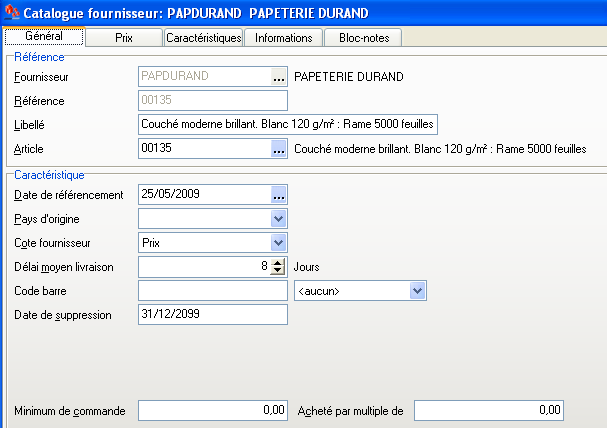 Catalogue fournisseur: PAPDURAND PAPETERIE DURAND
Général Prix Caractéristiques Informations Bloc-notes
Référence
Fournisseur PAPDURAND ... PAPETERIE DURAND
Référence 00135
Libellé Couché moderne brillant. Blanc 120 g/m² : Rame 5000 feuilles
Article 00135 ... Couché moderne brillant. Blanc 120 g/m² : Rame 5000 feuilles
Caractéristique
Date de référencement 25/05/2009 ...
Pays d'origine
Cote fournisseur Prix
Délai moyen livraison 8 Jours
Code barre <aucun>
Date de suppression 31/12/2099
Minimum de commande 0,00 Acheté par multiple de 0,00